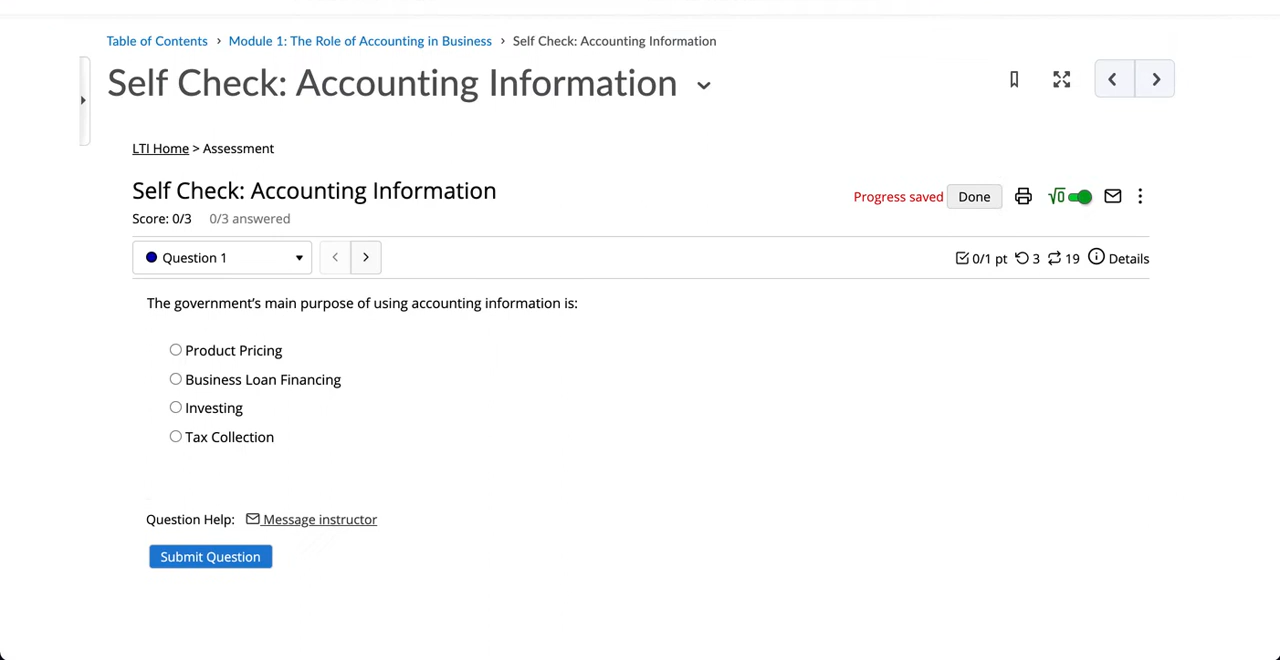 Table of Contents › Module 1: The Role of Accounting in Business › Self Check: Accounting Information
Self Check: Accounting Information
LTI Home > Assessment
Self Check: Accounting Information
Progress saved Done √0
Score: 0/3 0/3 answered
Question 1 < > 0/1 pt 3 19 Details
The government’s main purpose of using accounting information is:
Product Pricing
Business Loan Financing
Investing
Tax Collection
Question Help: Message instructor
Submit Question